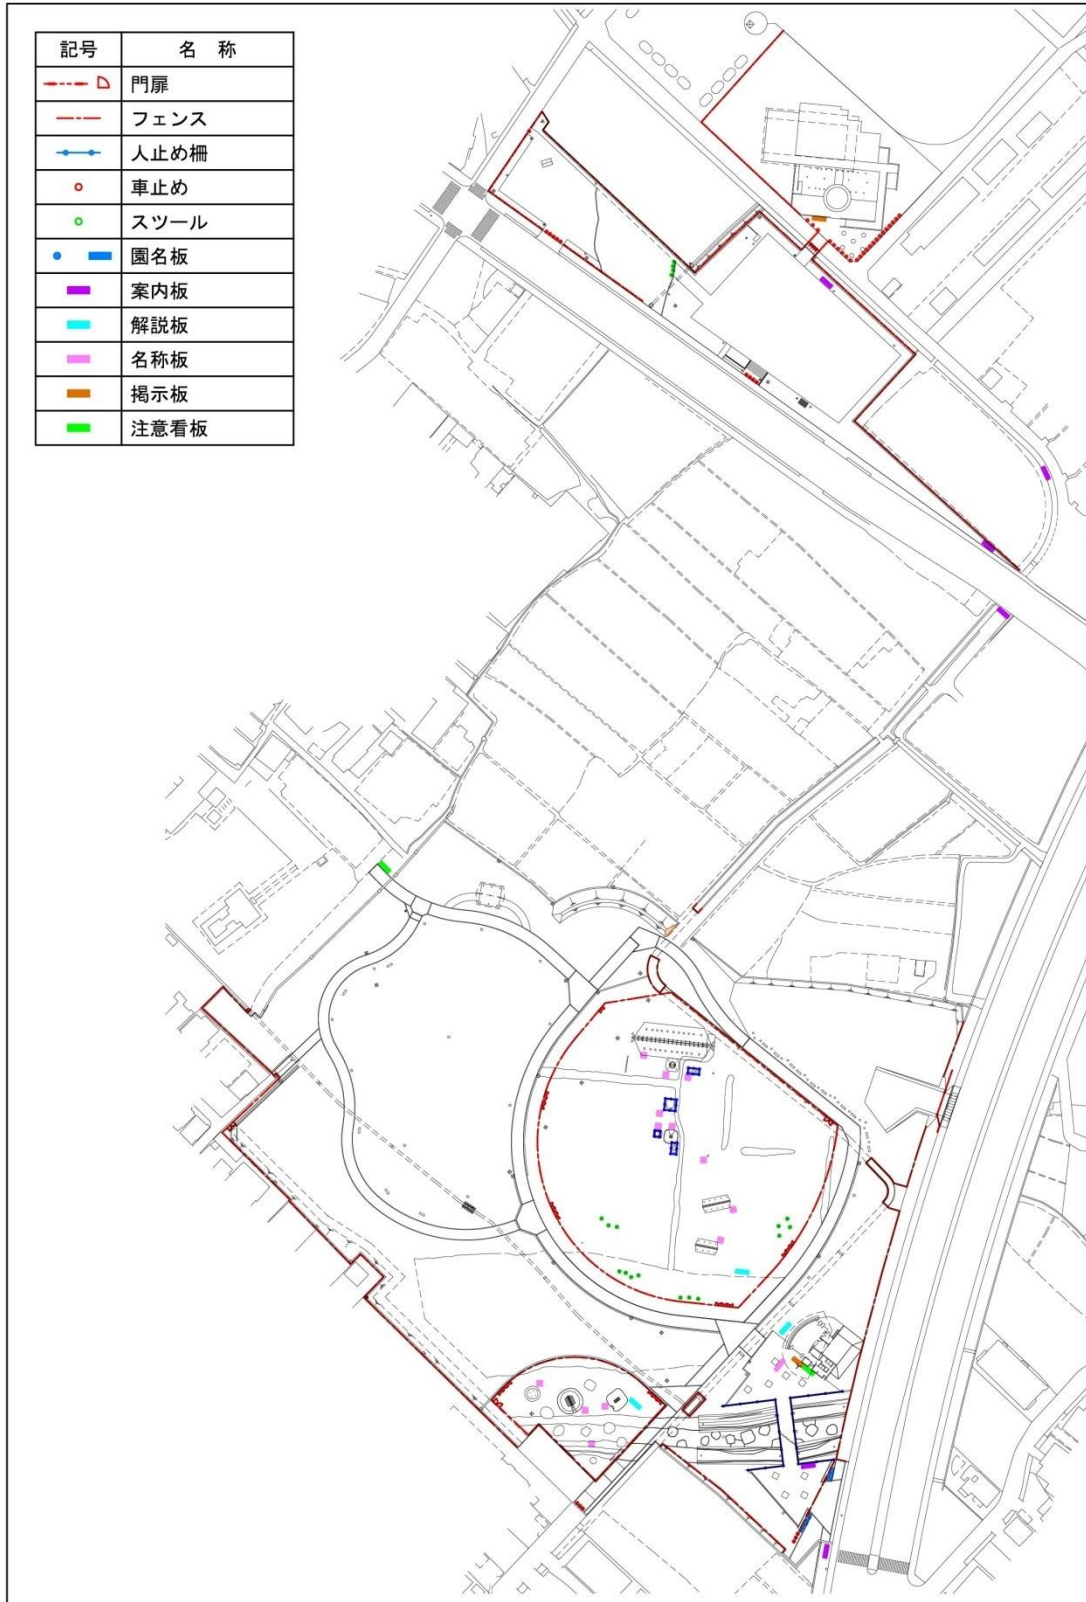 記号 名 称
門扉
フェンス
人止め柵
車止め
スツール
園名板
案内板
解説板
名称板
掲示板
注意看板